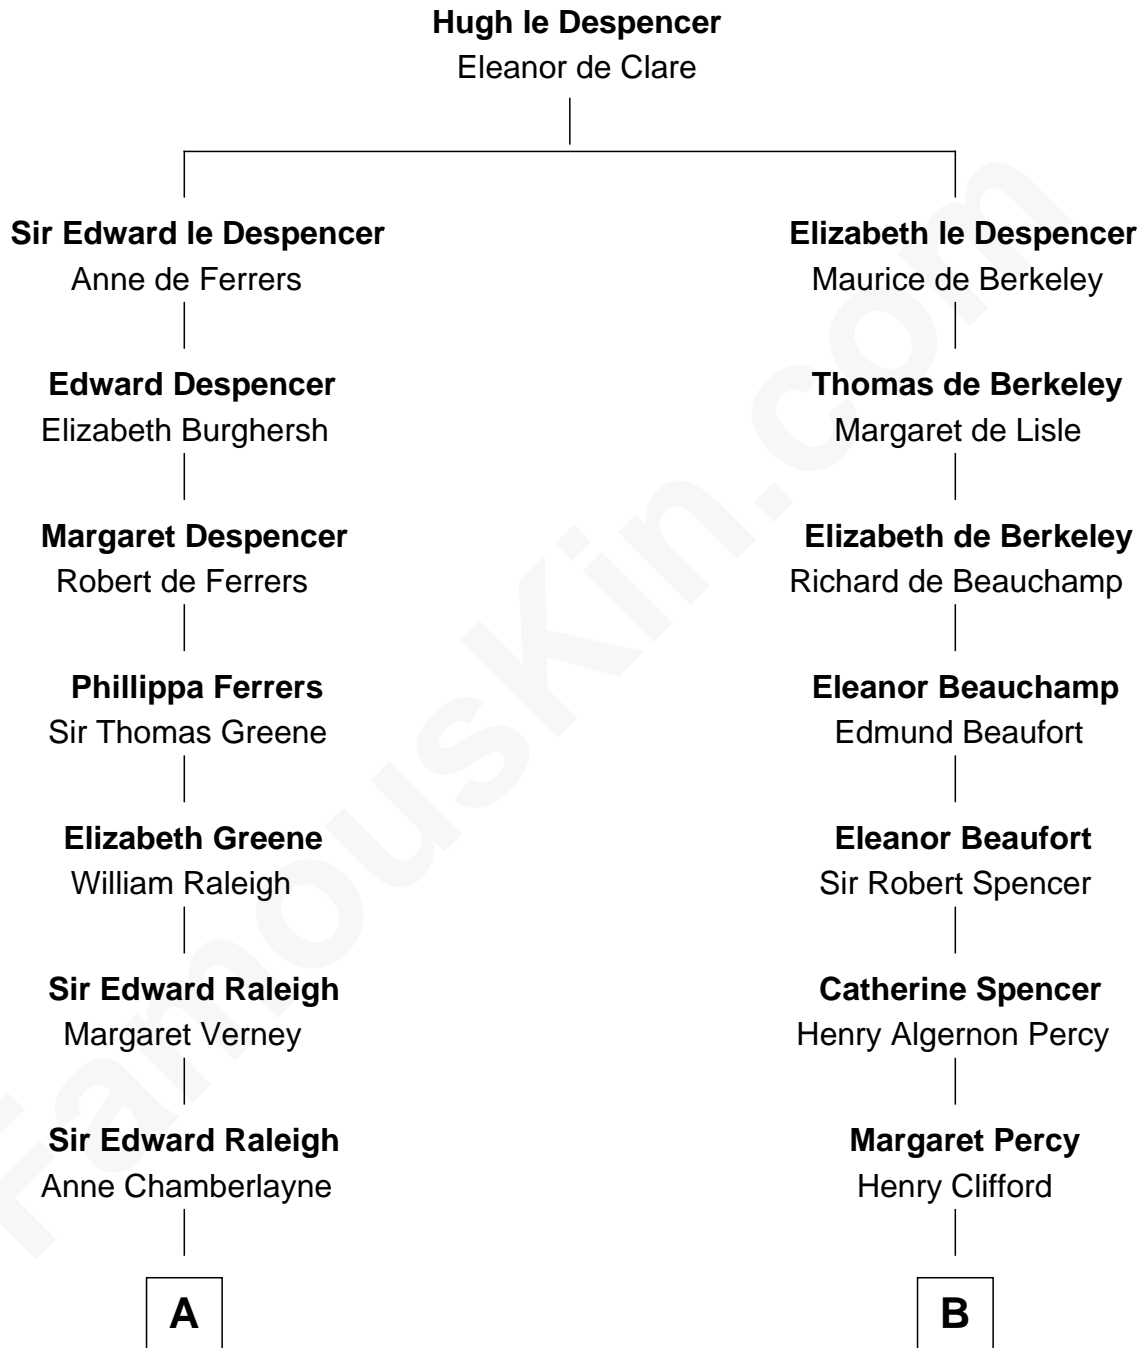 Hugh le Despencer
Eleanor de Clare
Sir Edward le Despencer
Anne de Ferrers
Elizabeth le Despencer
Maurice de Berkeley
Edward Despencer
Elizabeth Burghersh
Thomas de Berkeley
Margaret de Lisle
Margaret Despencer
Robert de Ferrers
Elizabeth de Berkeley
Richard de Beauchamp
Phillippa Ferrers
Sir Thomas Greene
Eleanor Beauchamp
Edmund Beaufort
Elizabeth Greene
William Raleigh
Eleanor Beaufort
Sir Robert Spencer
Sir Edward Raleigh
Margaret Verney
Catherine Spencer
Henry Algernon Percy
Sir Edward Raleigh
Anne Chamberlayne
Margaret Percy
Henry Clifford
A
B
FamousKin.com